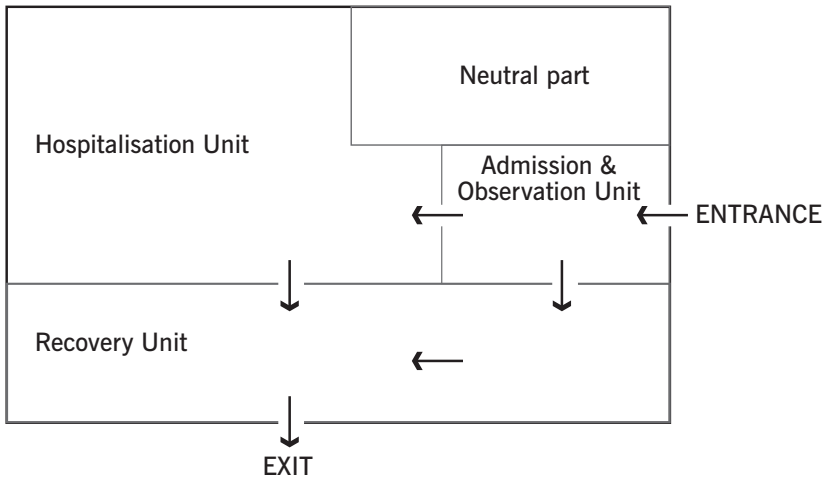 Neutral part
Hospitalisation Unit
Admission &
Observation Unit
ENTRANCE
Recovery Unit
EXIT